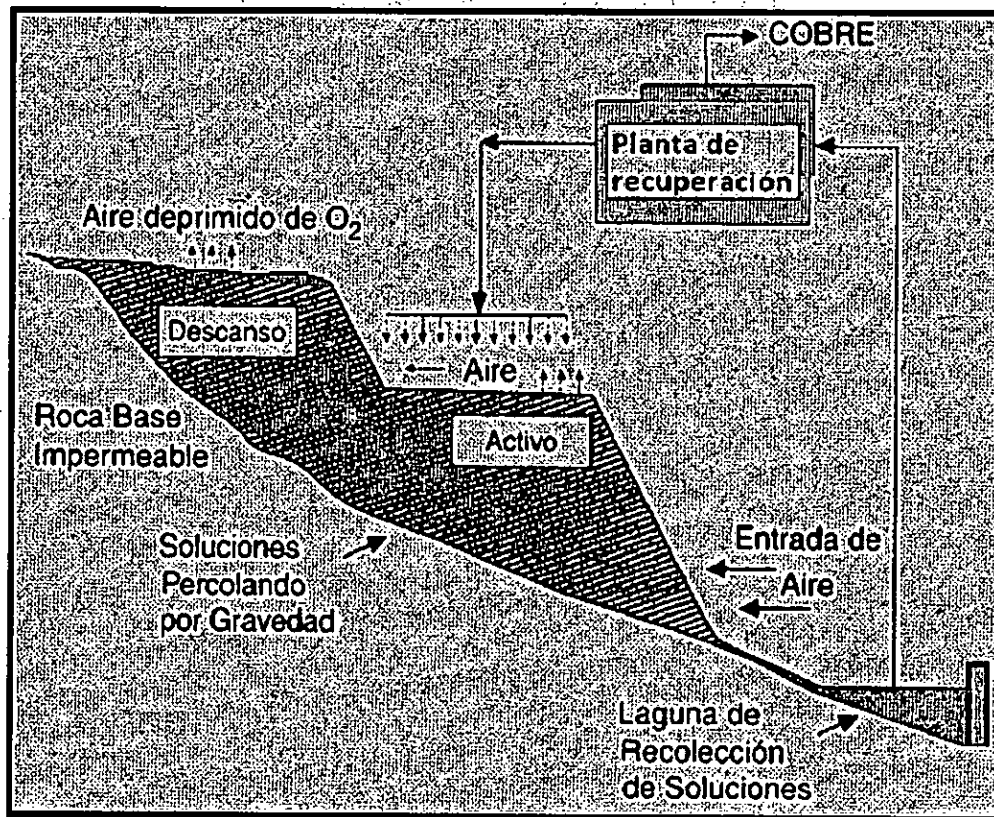 COBRE
Planta de
recuperación
Aire deprimido de O₂
Descanso
Aire
Roca Base
Impermeable
Activo
Soluciones
Percolando
por Gravedad
Entrada de
Aire
Laguna de
Recolección
de Soluciones